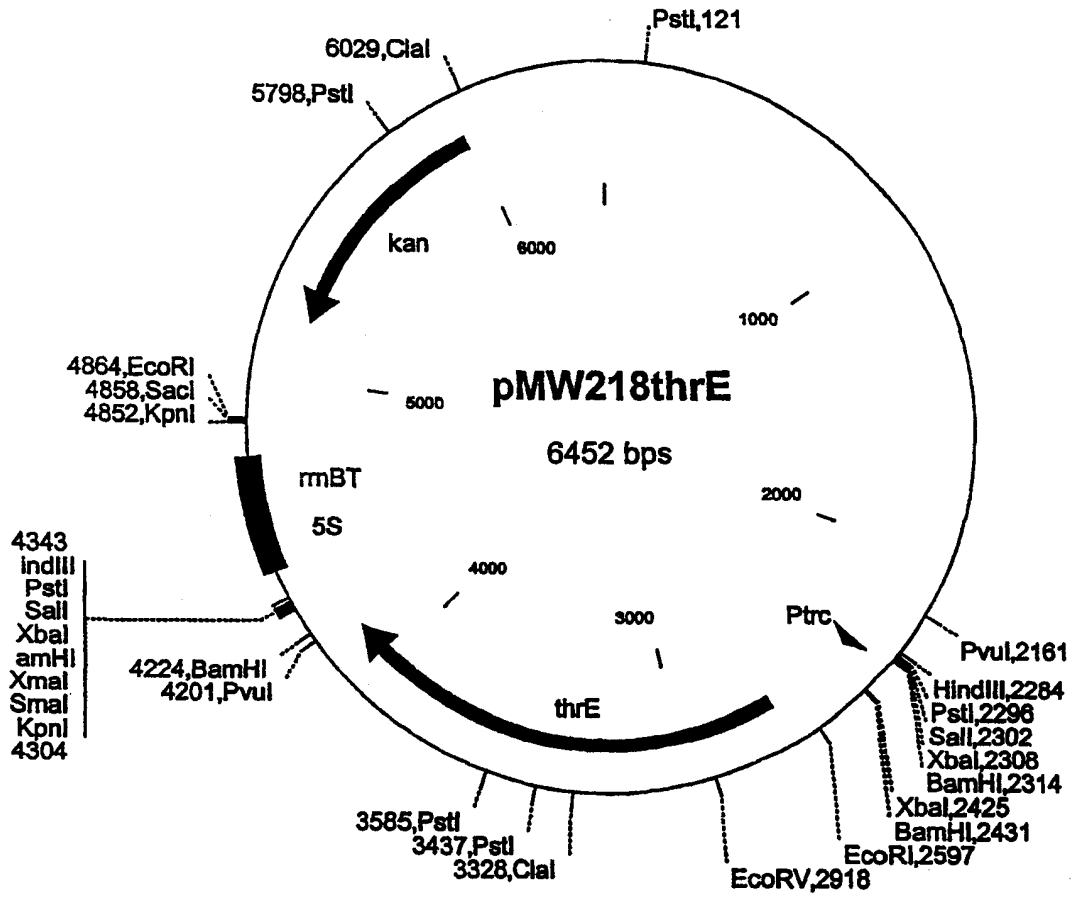 PstI,121
6029,ClaI
5798,PstI
kan
6000
1000
4864,EcoRI
4858,SacI
4852,KpnI
5000
pMW218thrE
6452 bps
rrnBT
5S
2000
4343
indIII
PstI
SalI
XbaI
amHI
XmaI
SmaI
KpnI
4304
4000
3000
Ptrc
4224,BamHI
4201,PvuI
thrE
PvuI,2161
HindIII,2284
PstI,2296
SalI,2302
XbaI,2308
BamHI,2314
XbaI,2425
BamHI,2431
EcoRI,2597
EcoRV,2918
3585,PstI
3437,PstI
3328,ClaI